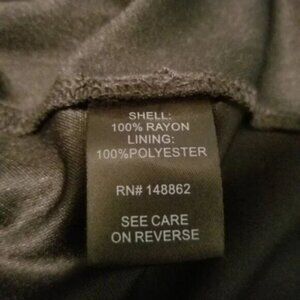 SHELL:
100% RAYON
LINING:
100%POLYESTER
RN# 148862
SEE CARE
ON REVERSE